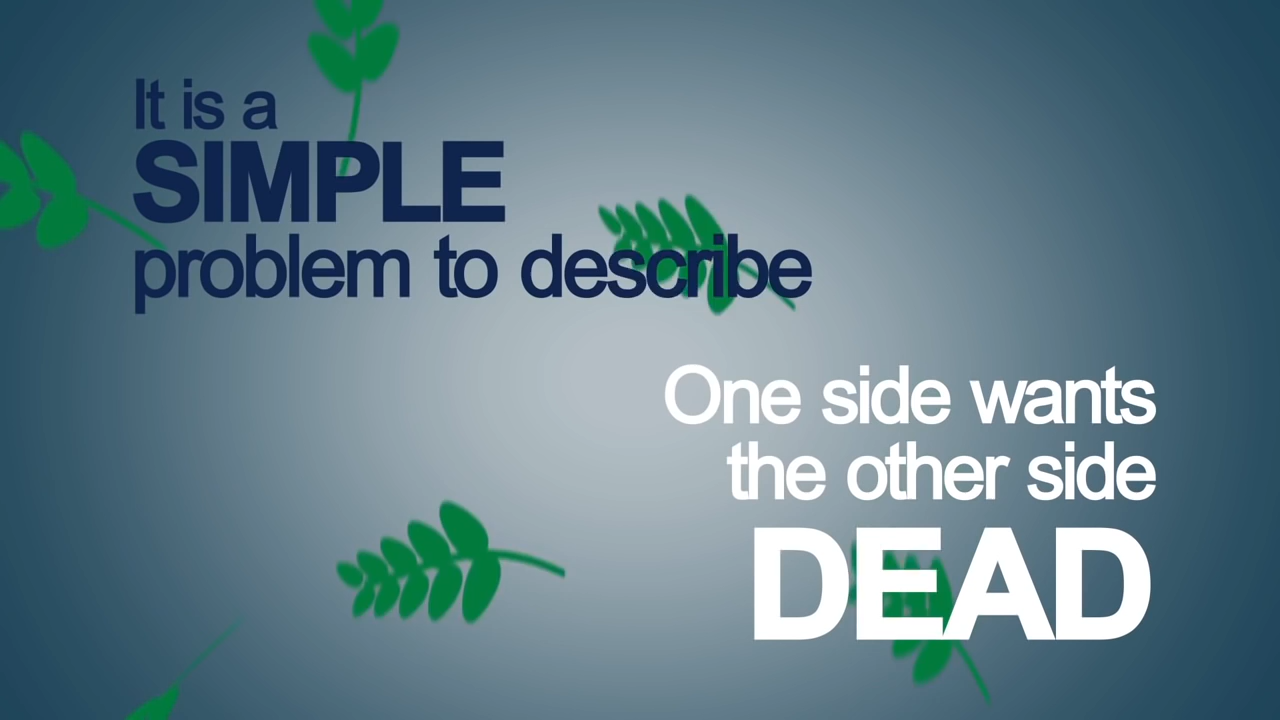 It is a
SIMPLE
problem to describe
One side wants
the other side
DEAD